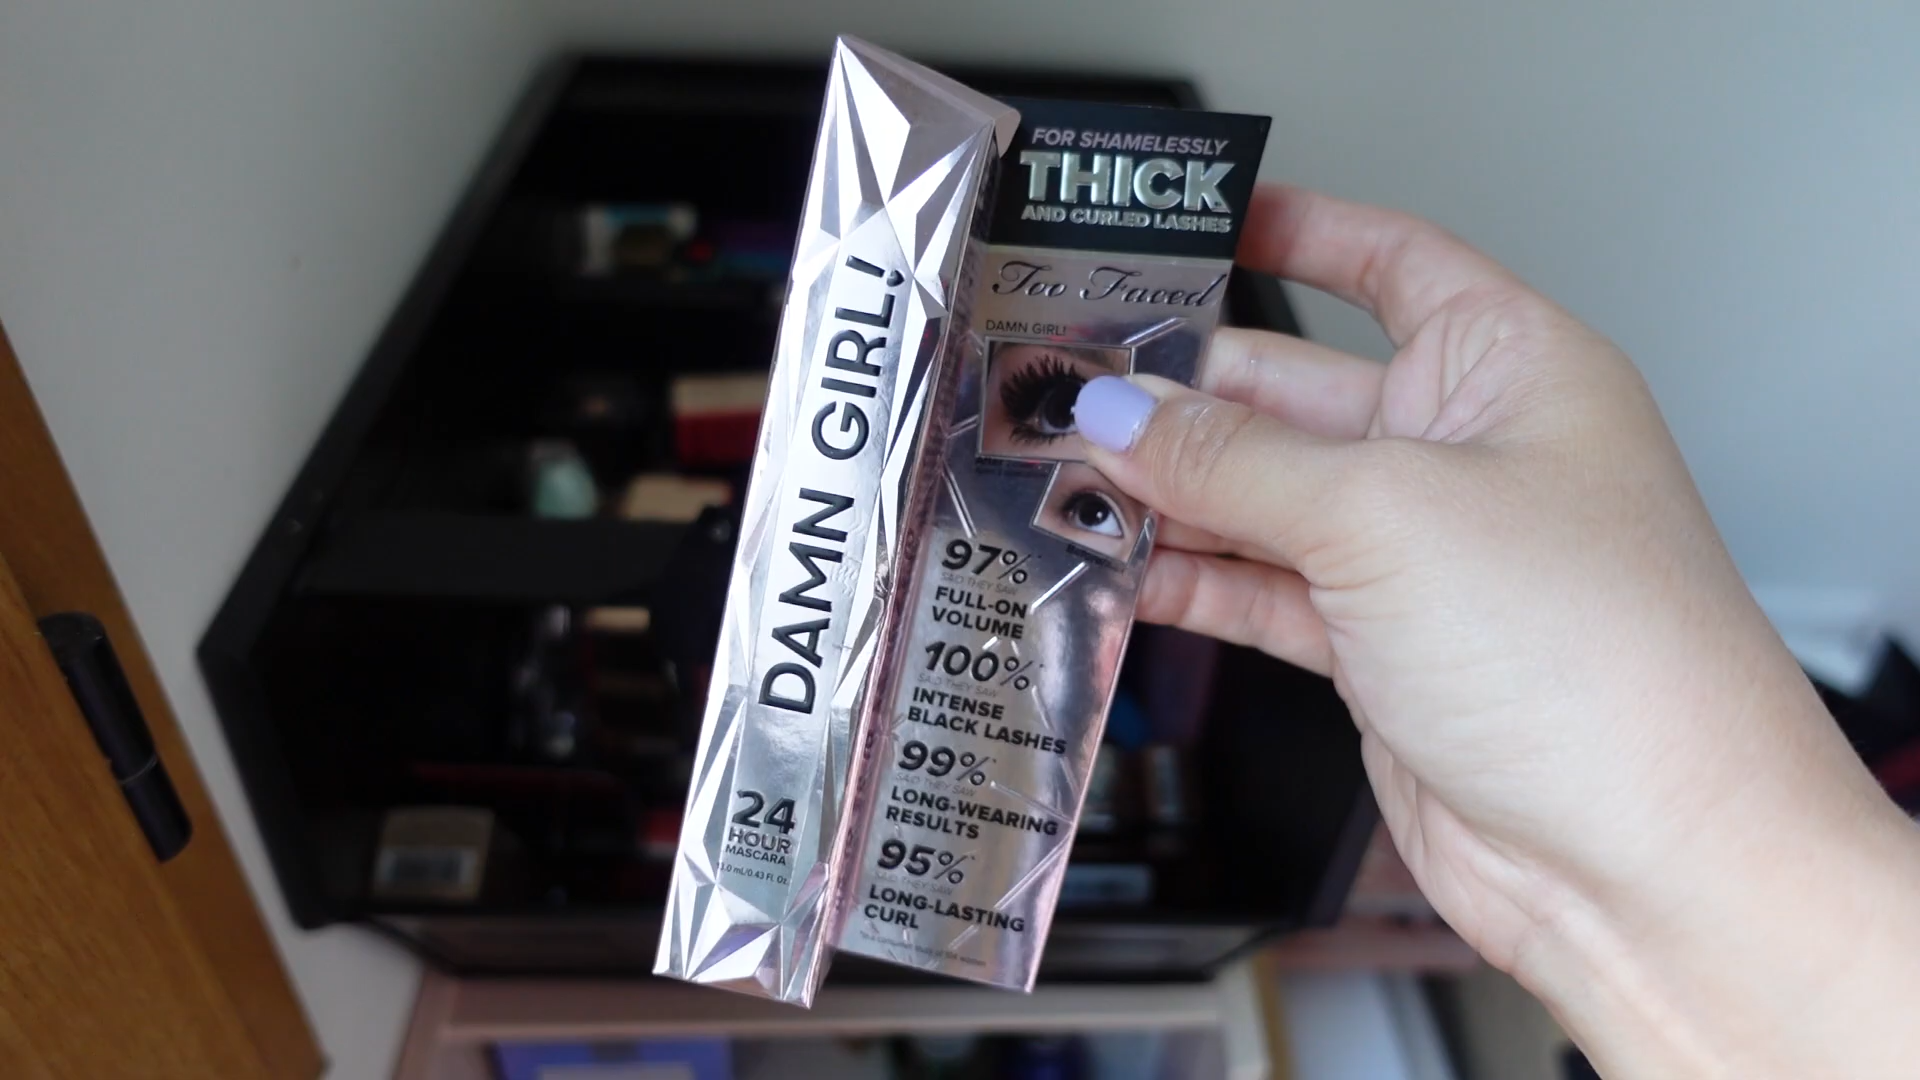 DAMN GIRL!
24
HOUR
MASCARA
FOR SHAMELESSLY
THICK
AND CURLED LASHES
Too Faced
DAMN GIRL!
97%
SAID THEY SAW
FULL-ON
VOLUME
100%
SAID THEY SAW
INTENSE
BLACK LASHES
99%
SAID THEY SAW
LONG-WEARING
RESULTS
95%
SAID THEY SAW
LONG-LASTING
CURL